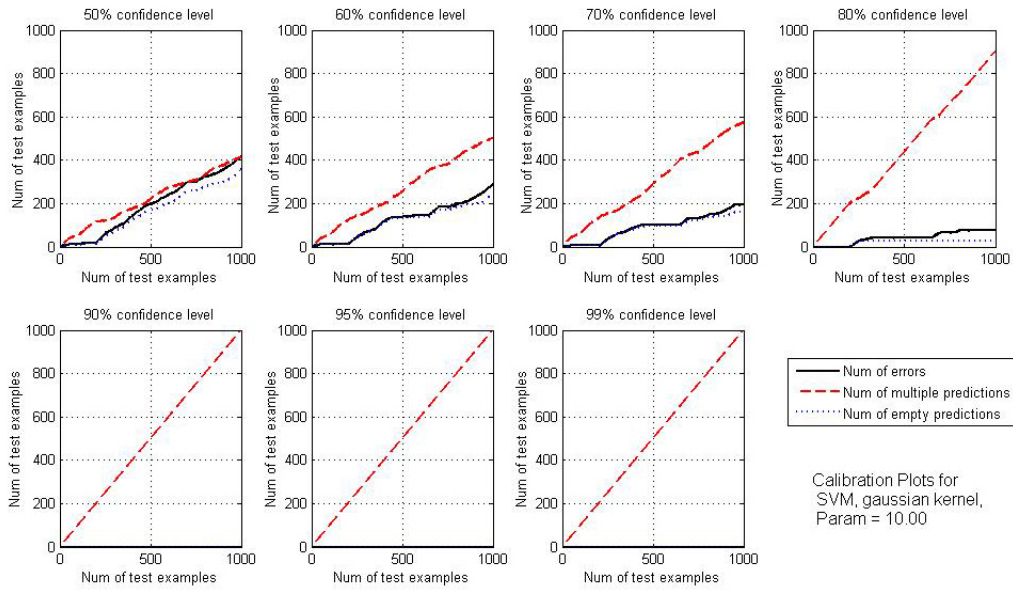 50% confidence level
60% confidence level
70% confidence level
80% confidence level
1000
800
600
400
200
0
0
500
1000
Num of test examples
Num of test examples
1000
800
600
400
200
0
0
500
1000
Num of test examples
Num of test examples
1000
800
600
400
200
0
0
500
1000
Num of test examples
Num of test examples
1000
800
600
400
200
0
0
500
1000
Num of test examples
Num of test examples
90% confidence level
95% confidence level
99% confidence level
1000
800
600
400
200
0
0
500
1000
Num of test examples
Num of test examples
1000
800
600
400
200
0
0
500
1000
Num of test examples
Num of test examples
1000
800
600
400
200
0
0
500
1000
Num of test examples
Num of test examples
Num of errors
Num of multiple predictions
Num of empty predictions
Calibration Plots for
SVM, gaussian kernel,
Param = 10.00